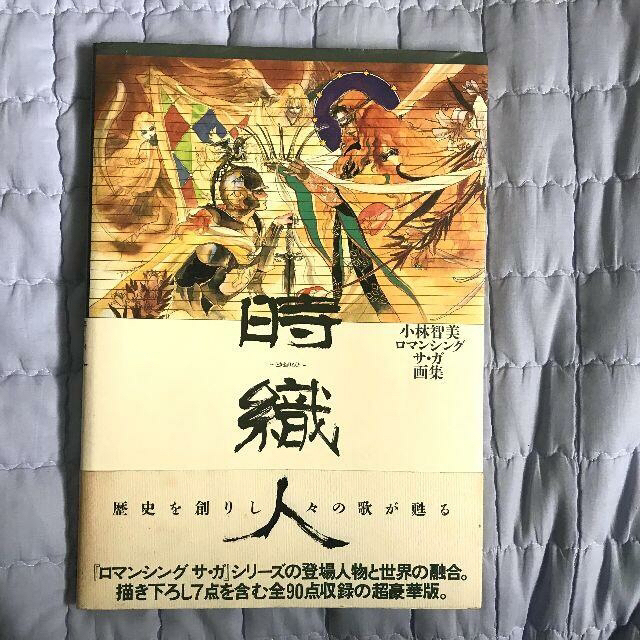 小林智美
ロマンシング
サ・ガ
画集
時
織
人
歴史を創りし人々の歌が甦る
『ロマンシング サ・ガ』シリーズの登場人物と世界の融合。
描き下ろし7点を含む全90点収録の超豪華版。